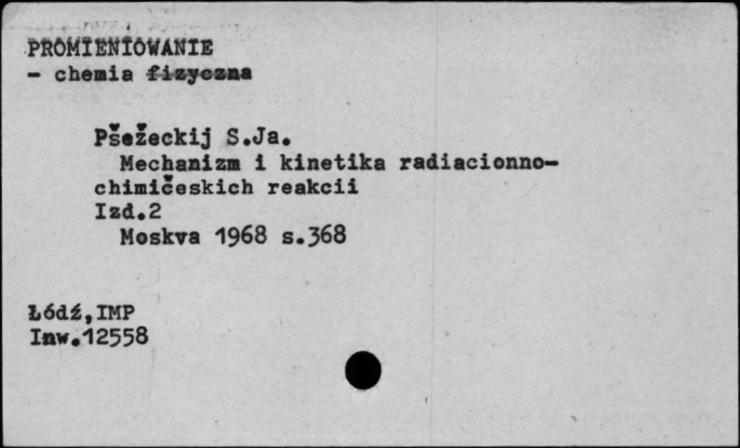 PROMIENIOWANIE
- chemia fizyczna
Pšežeckij S.Ja.
Mechanizm i kinetika radiacionno-
chimičeskich reakcii
Izd.2
Moskva 1968 s.368
Łódź,IMP
Inw.12558